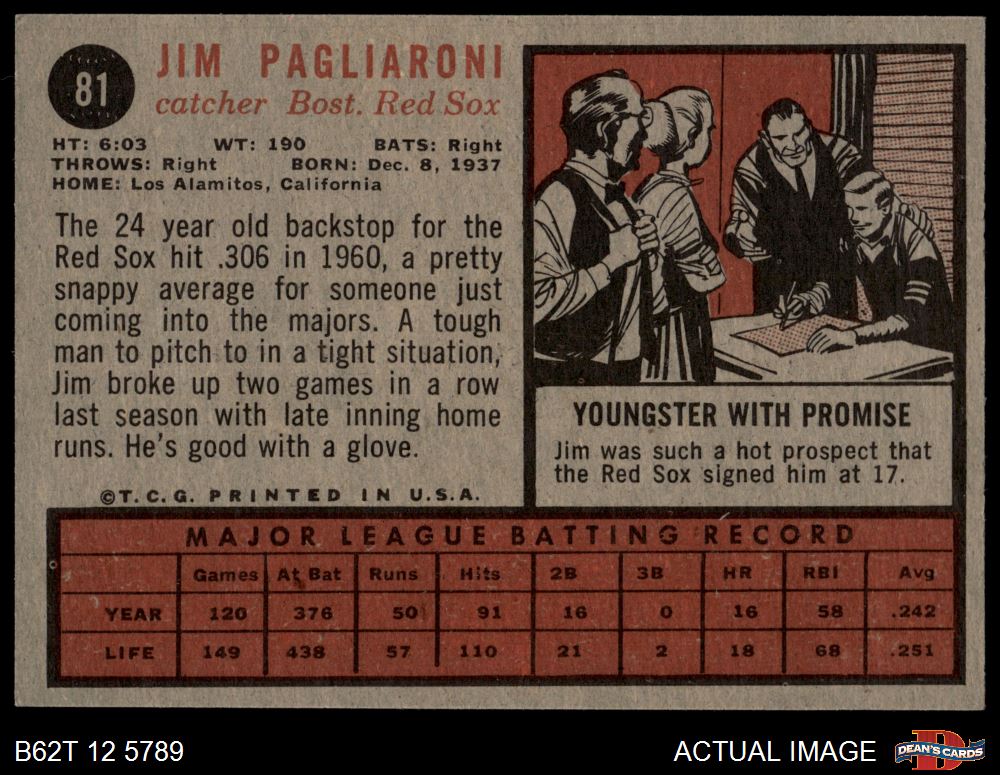 81
JIM PAGLIARONI
catcher Bost. Red Sox
HT: 6:03 WT: 190 BATS: Right
THROWS: Right BORN: Dec. 8, 1937
HOME: Los Alamitos, California
The 24 year old backstop for the
Red Sox hit .306 in 1960, a pretty
snappy average for someone just
coming into the majors. A tough
man to pitch to in a tight situation,
Jim broke up two games in a row
last season with late inning home
runs. He's good with a glove.
©T.C.G. PRINTED IN U.S.A.
YOUNGSTER WITH PROMISE
Jim was such a hot prospect that
the Red Sox signed him at 17.
MAJOR LEAGUE BATTING RECORD
Games At Bat Runs Hits 2B 3B HR RBI Avg
YEAR 120 376 50 91 16 0 16 58 .242
LIFE 149 438 57 110 21 2 18 68 .251
B62T 12 5789
ACTUAL IMAGE
D
DEAN'S CARDS